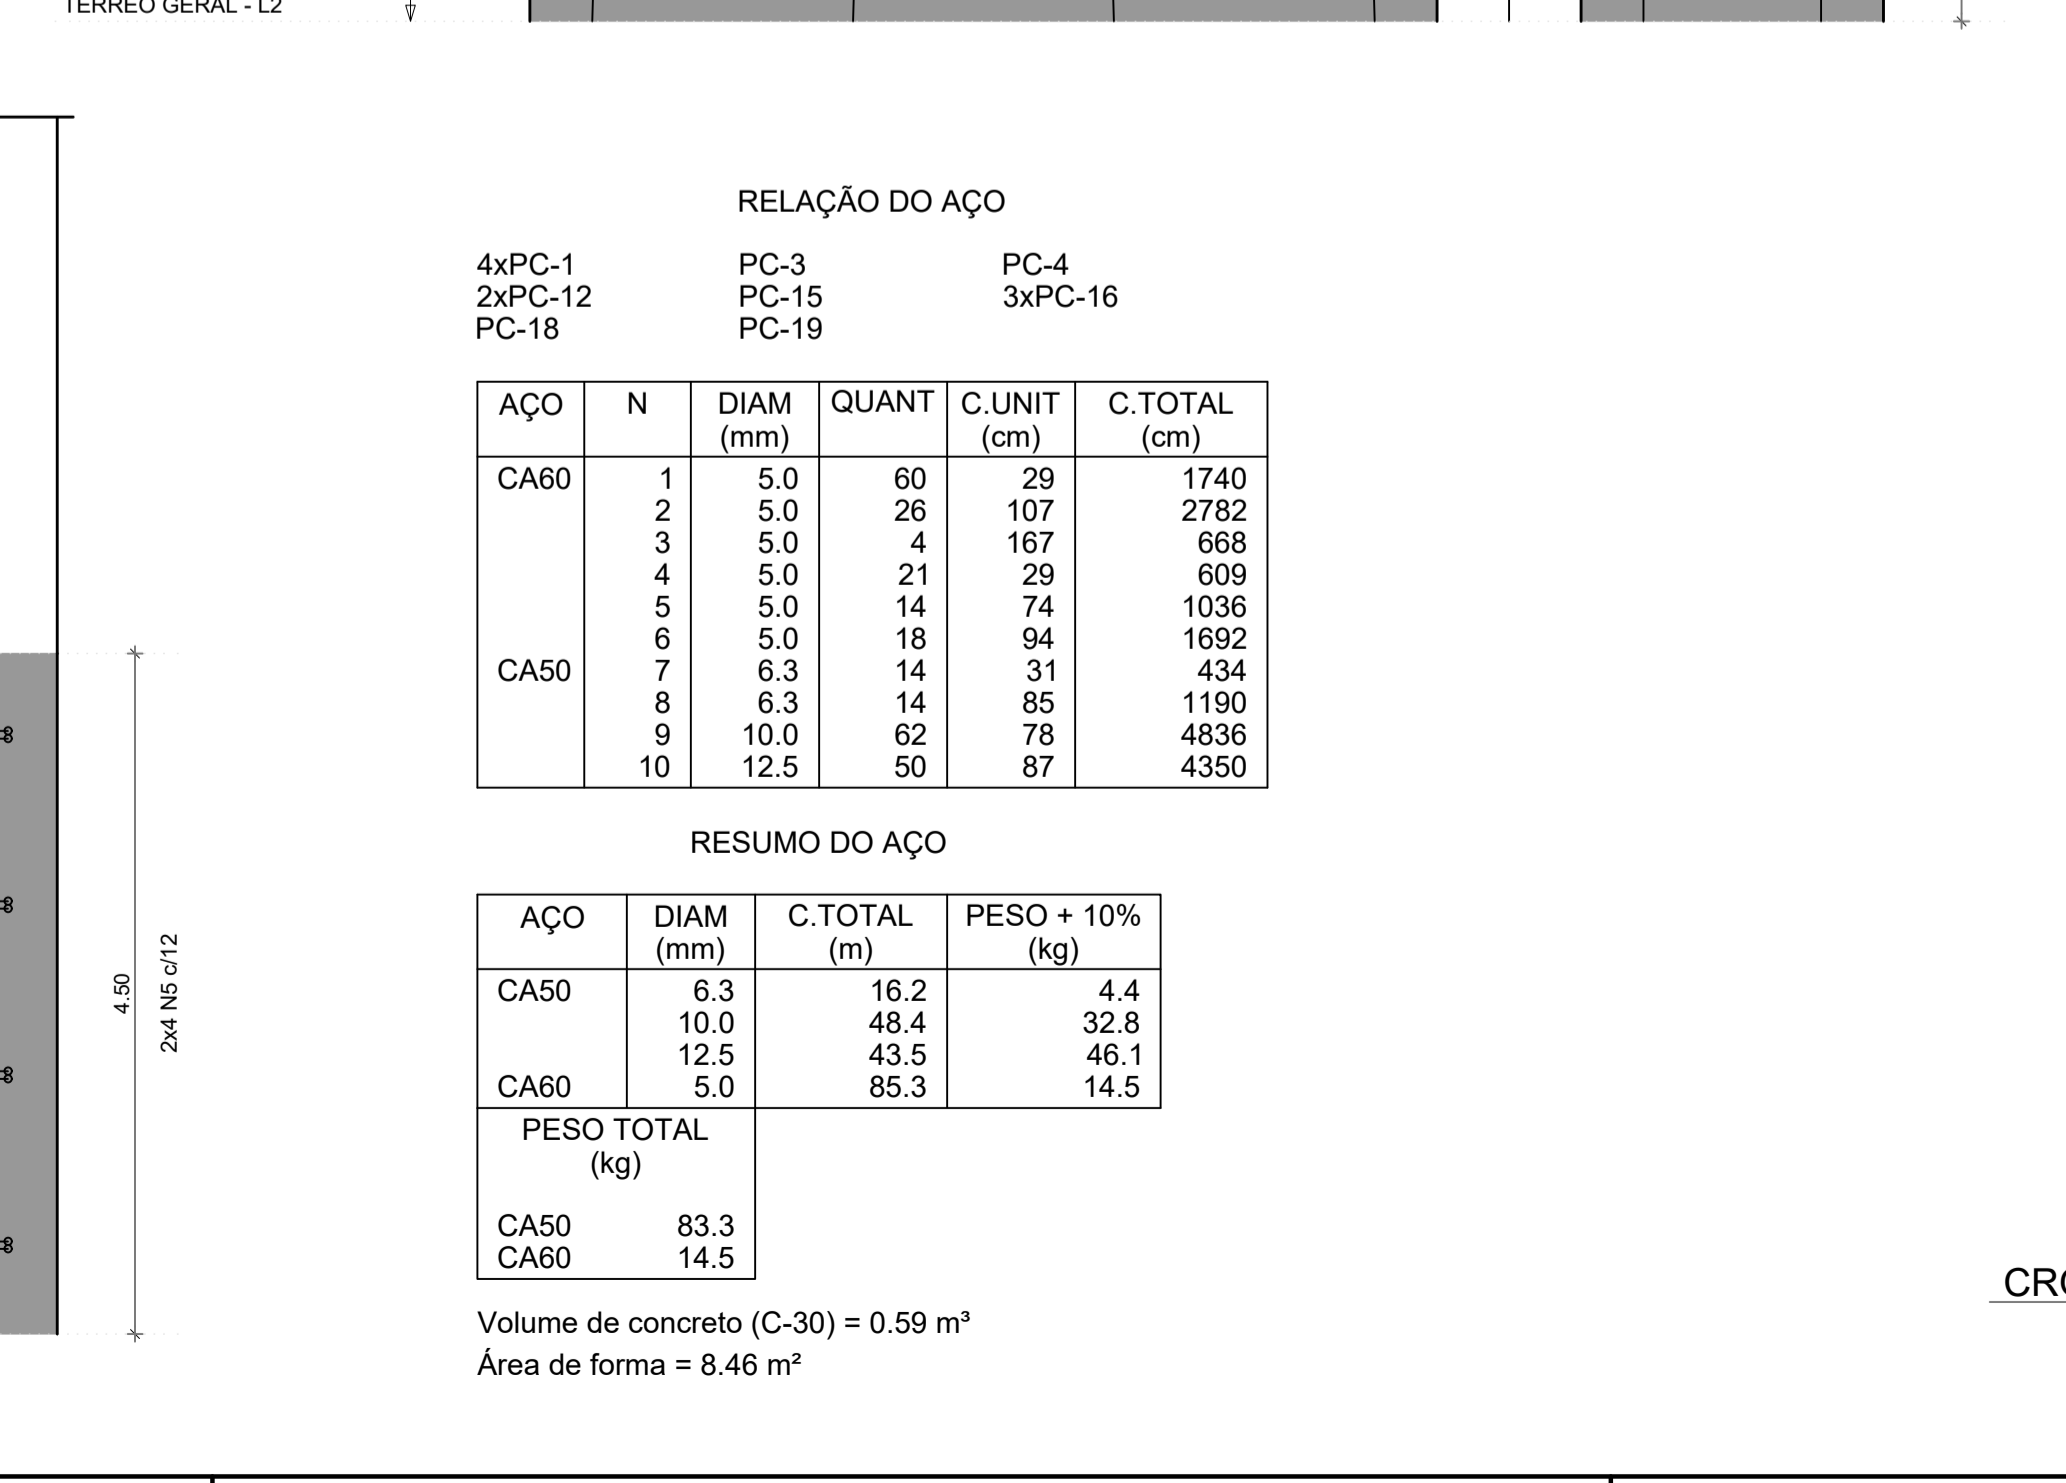 TÉRREO GERAL - L2
RELAÇÃO DO AÇO
4xPC-1 PC-3 PC-4
2xPC-12 PC-15 3xPC-16
PC-18 PC-19
AÇO N DIAM QUANT C.UNIT C.TOTAL
(mm) (cm) (cm)
CA60 1 5.0 60 29 1740
2 5.0 26 107 2782
3 5.0 4 167 668
4 5.0 21 29 609
5 5.0 14 74 1036
6 5.0 18 94 1692
CA50 7 6.3 14 31 434
8 6.3 14 85 1190
9 10.0 62 78 4836
10 12.5 50 87 4350
RESUMO DO AÇO
AÇO DIAM C.TOTAL PESO + 10%
(mm) (m) (kg)
CA50 6.3 16.2 4.4
10.0 48.4 32.8
12.5 43.5 46.1
CA60 5.0 85.3 14.5
PESO TOTAL
(kg)
CA50 83.3
CA60 14.5
Volume de concreto (C-30) = 0.59 m³
Área de forma = 8.46 m²
4.50
2x4 N5 c/12